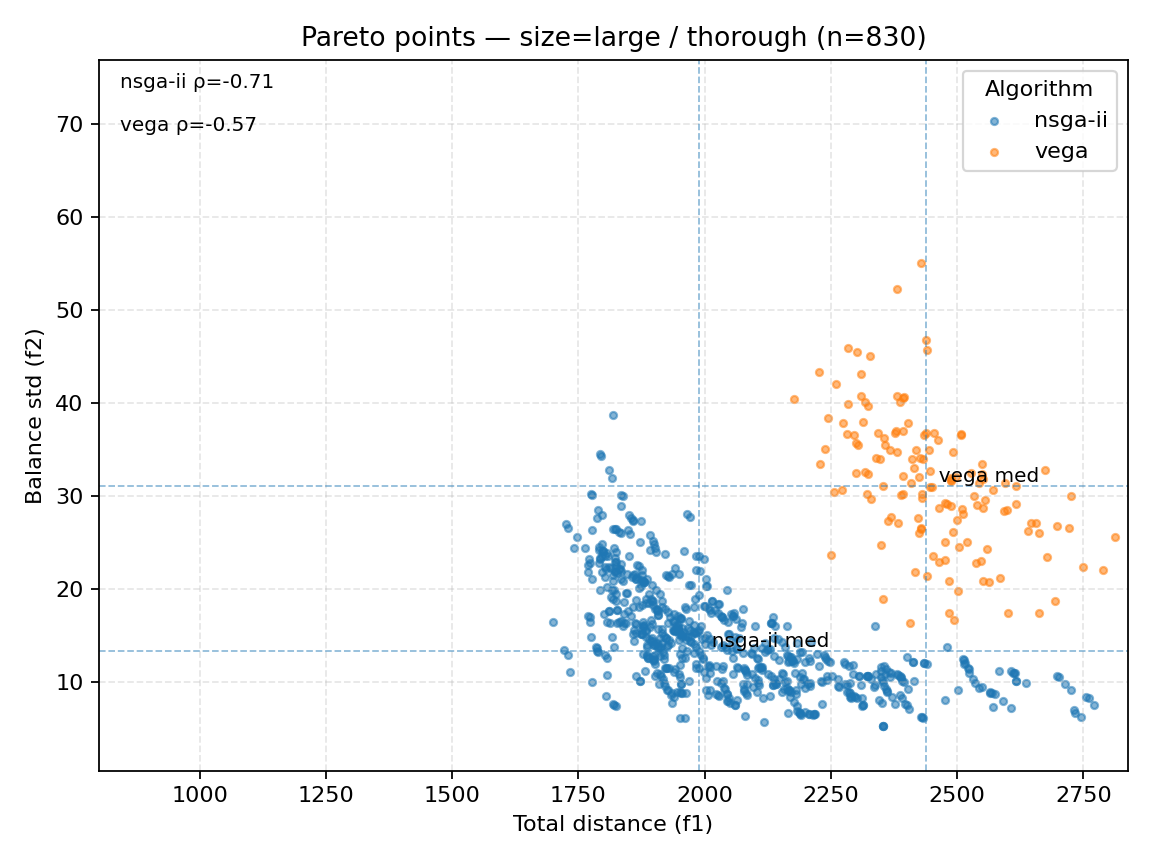 Pareto points — size=large / thorough (n=830)
nsga-ii ρ=-0.71
vega ρ=-0.57
Algorithm
nsga-ii
vega
70
60
50
40
30
20
10
Balance std (f2)
vega med
nsga-ii med
1000 1250 1500 1750 2000 2250 2500 2750
Total distance (f1)